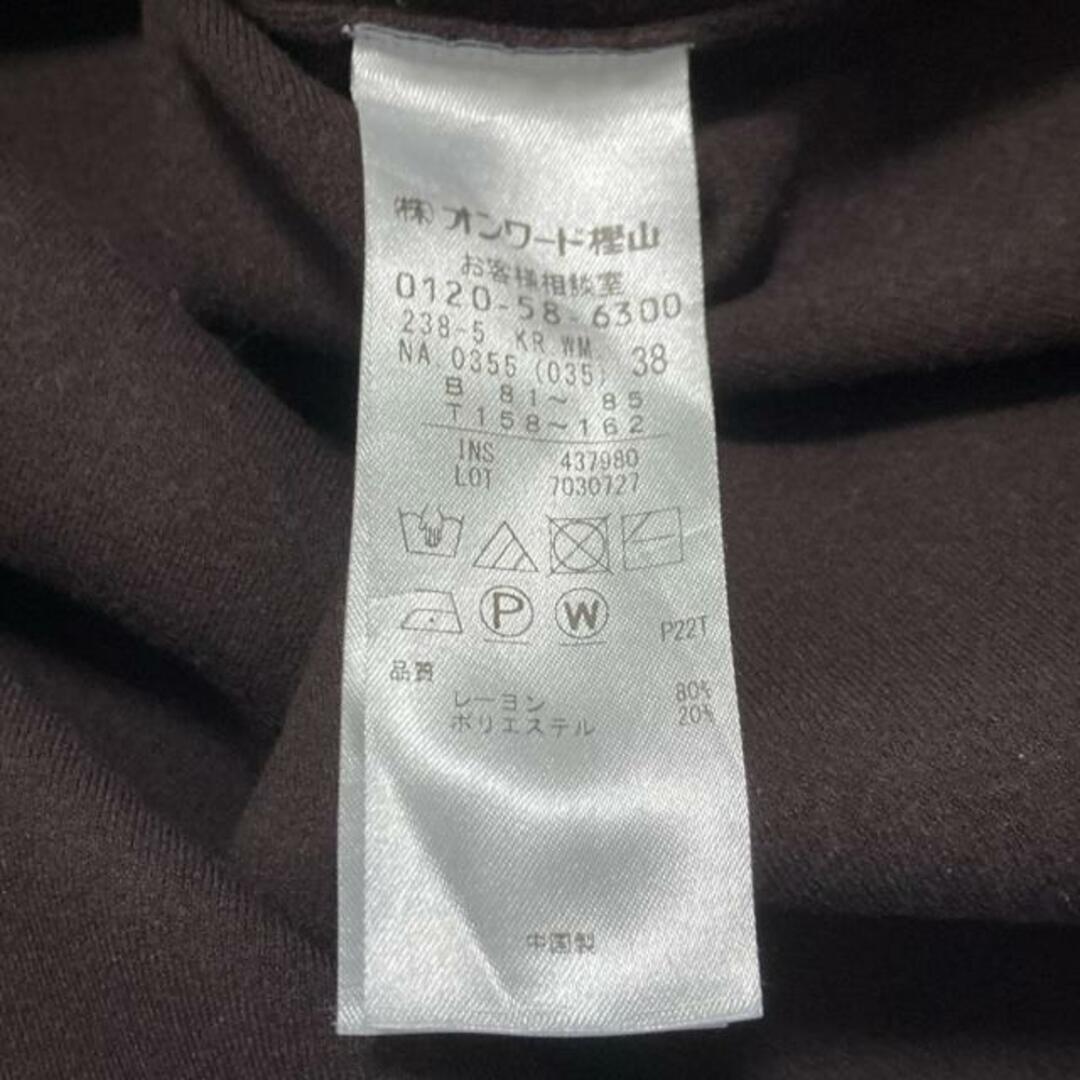 (株)オンワード樫山
お客様相談室
0120-58-6300
238-5 KR WM 38
NA 0355 (035)
B 81～ 85
T 158～162
INS 437980
LOT 7030727
P W P22T
品質
レーヨン 80%
ポリエステル 20%
中国製